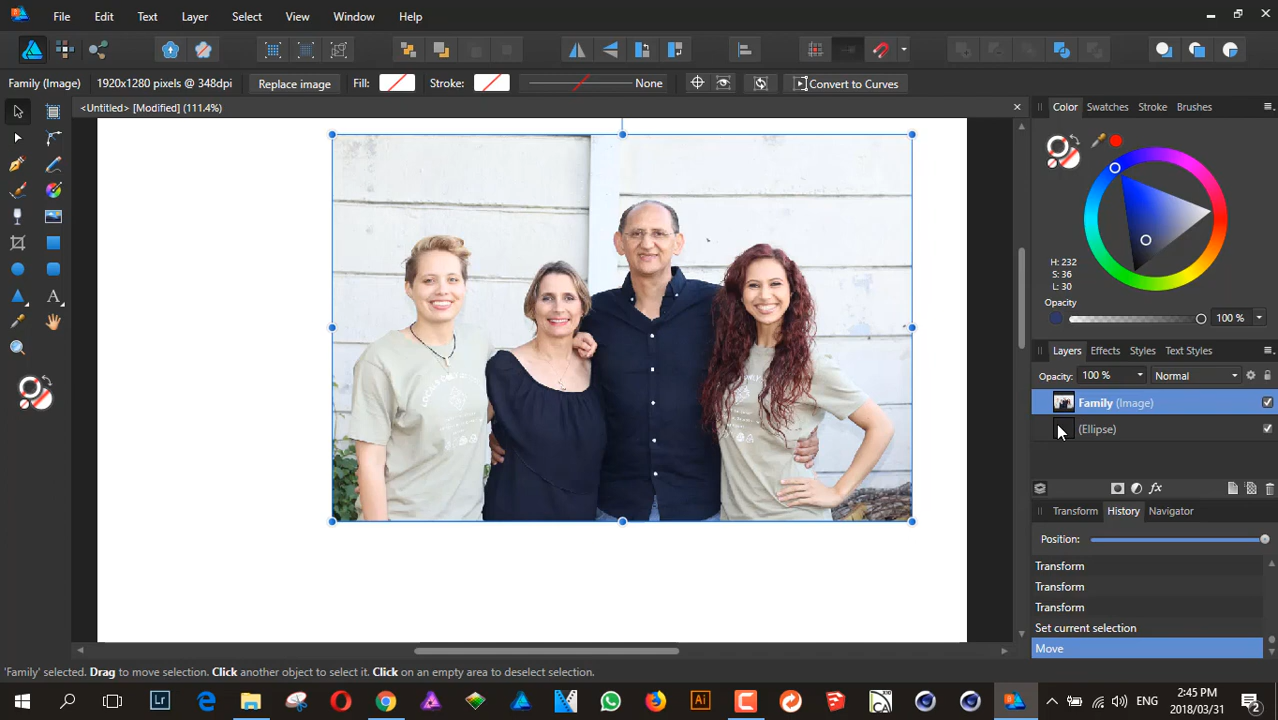 File Edit Text Layer Select View Window Help
Family (Image) 1920x1280 pixels @ 348dpi Replace image Fill: Stroke: None Convert to Curves
<Untitled> [Modified] (111.4%)
Color Swatches Stroke Brushes
H: 232
S: 36
L: 30
Opacity
100 %
Layers Effects Styles Text Styles
Opacity: 100 % Normal
Family (Image)
(Ellipse)
fx
Transform History Navigator
Position:
Transform
Transform
Transform
Set current selection
Move
'Family' selected. Drag to move selection. Click another object to select it. Click on an empty area to deselect selection.
Lr Ai ENG 2:45 PM
2018/03/31 2